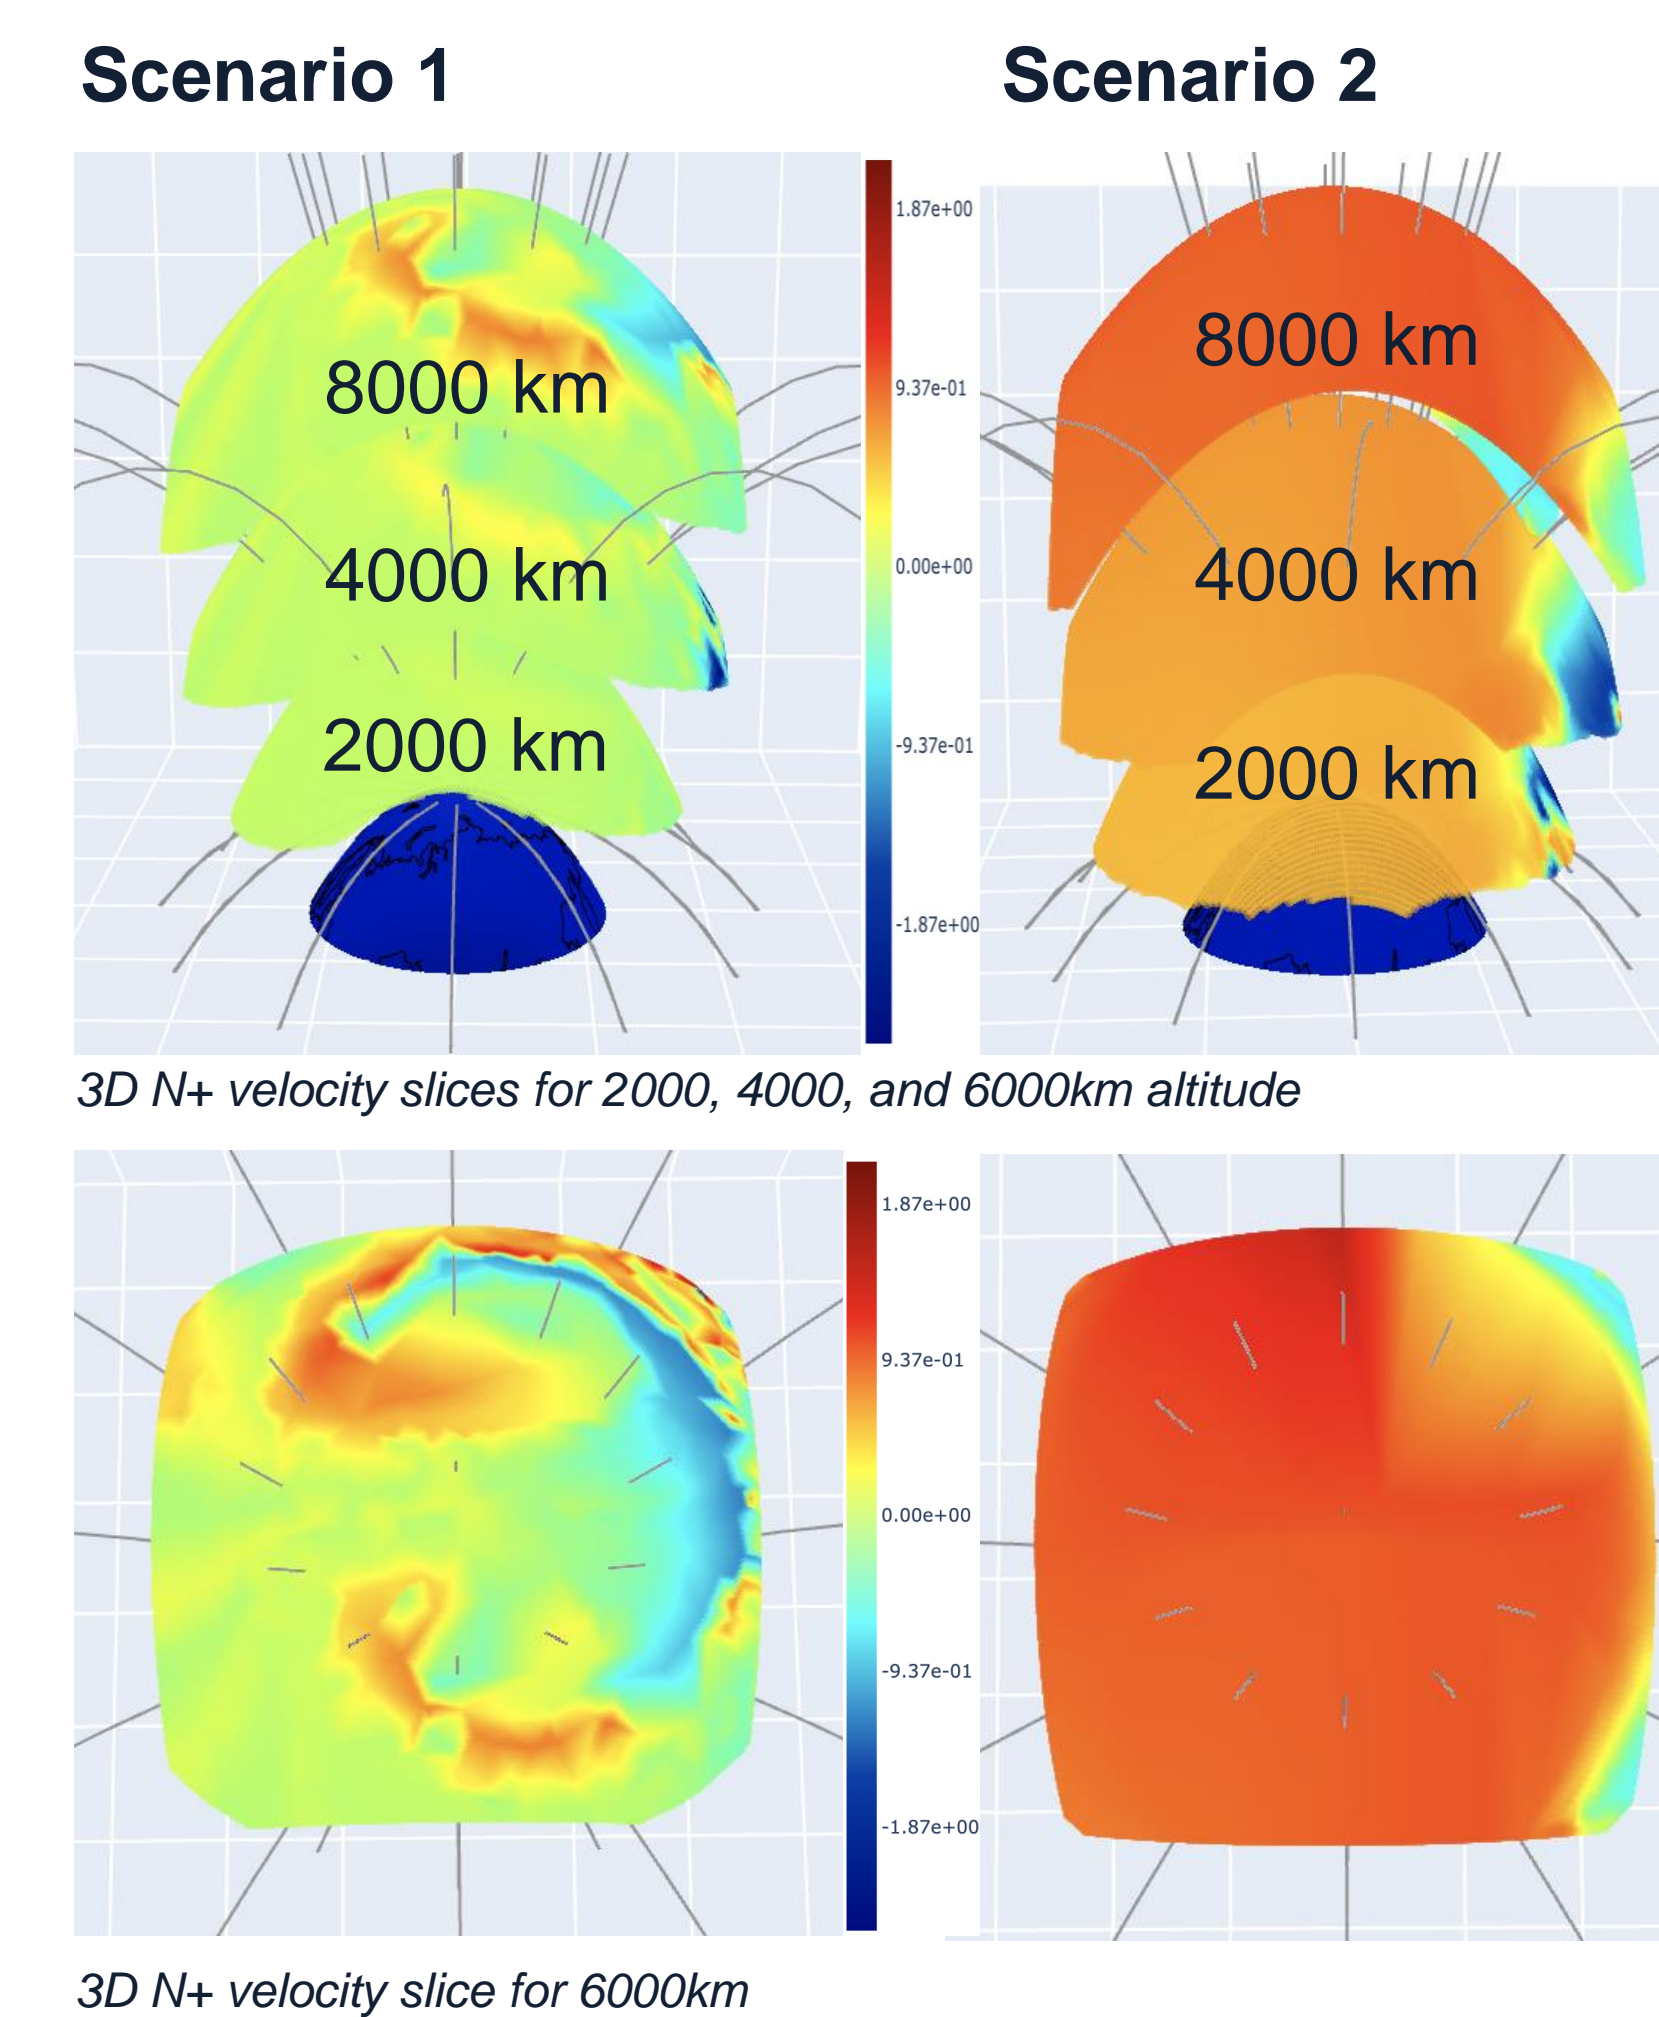 Scenario 1
Scenario 2
8000 km
4000 km
2000 km
1.87e+00
9.37e-01
0.00e+00
-9.37e-01
-1.87e+00
8000 km
4000 km
2000 km
3D N+ velocity slices for 2000, 4000, and 6000km altitude
1.87e+00
9.37e-01
0.00e+00
-9.37e-01
-1.87e+00
3D N+ velocity slice for 6000km